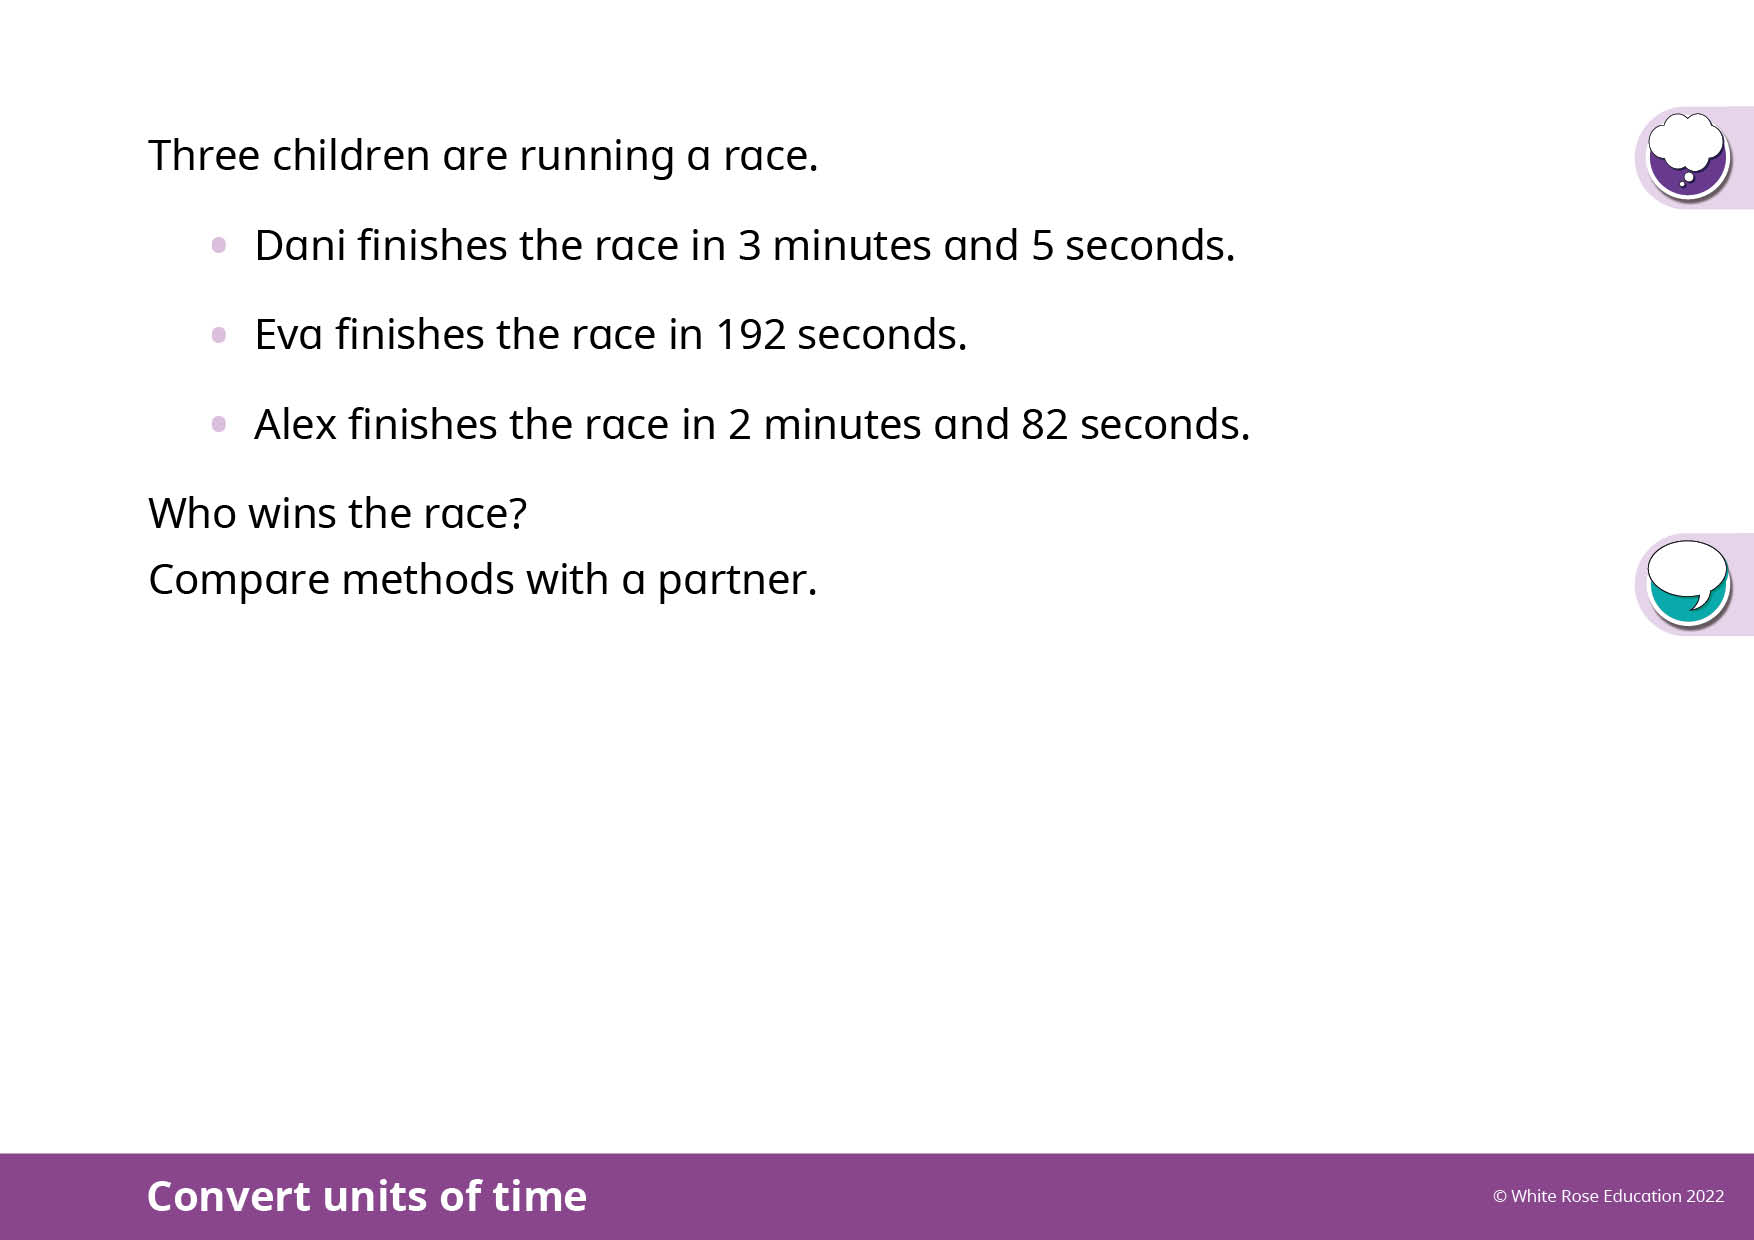 Three children are running a race.
• Dani finishes the race in 3 minutes and 5 seconds.
• Eva finishes the race in 192 seconds.
• Alex finishes the race in 2 minutes and 82 seconds.
Who wins the race?
Compare methods with a partner.
Convert units of time
© White Rose Education 2022